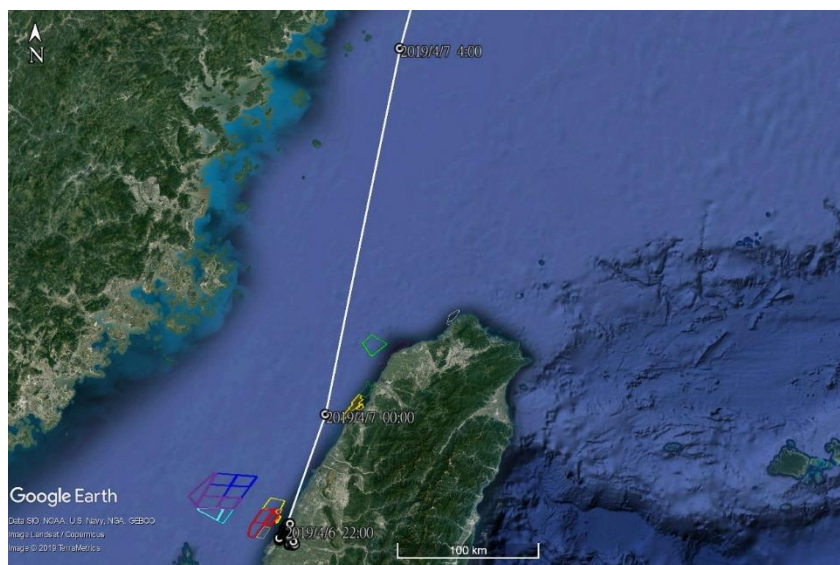 N
2019/4/7 4:00
2019/4/7 00:00
2019/4/6 22:00
Google Earth
Data SIO, NOAA, U.S. Navy, NGA, GEBCO
Image Landsat / Copernicus
Image © 2019 TerraMetrics
100 km